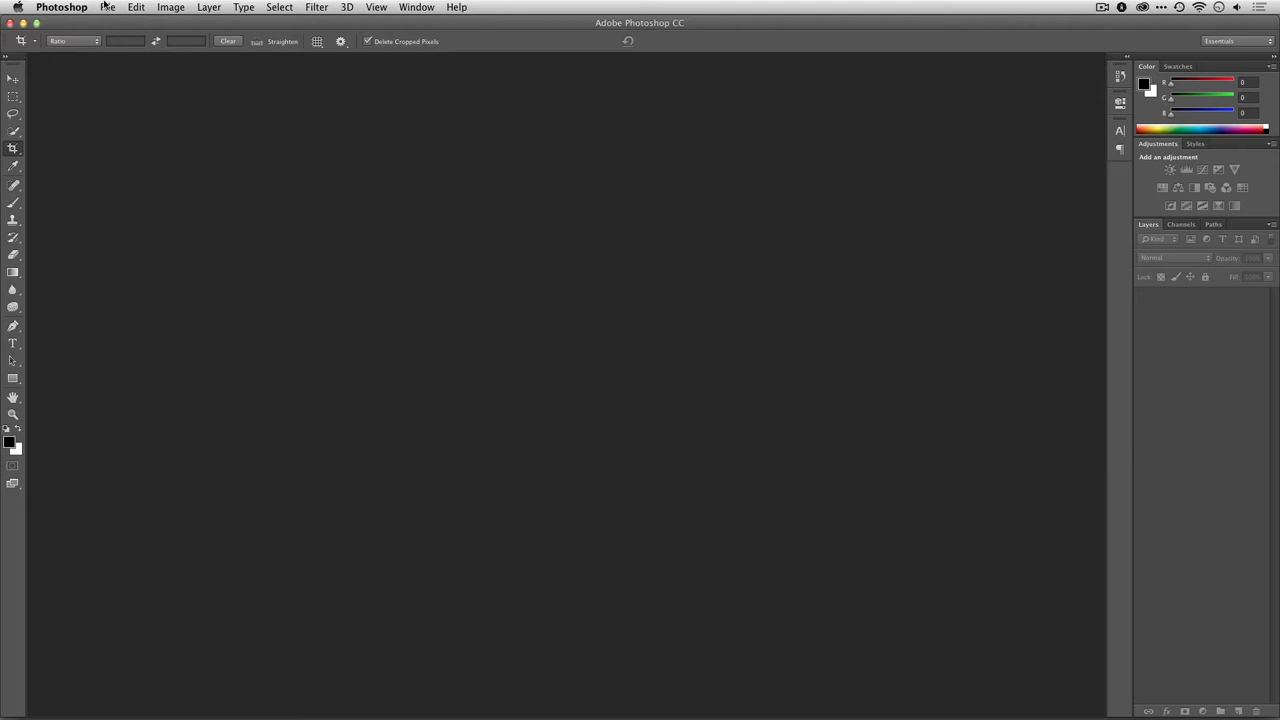 Photoshop File Edit Image Layer Type Select Filter 3D View Window Help
Adobe Photoshop CC
Ratio Clear Straighten Delete Cropped Pixels Essentials
Color Swatches
R 0
G 0
B 0
Adjustments Styles
Add an adjustment
Layers Channels Paths
Kind
Normal Opacity:
Lock: Fill: